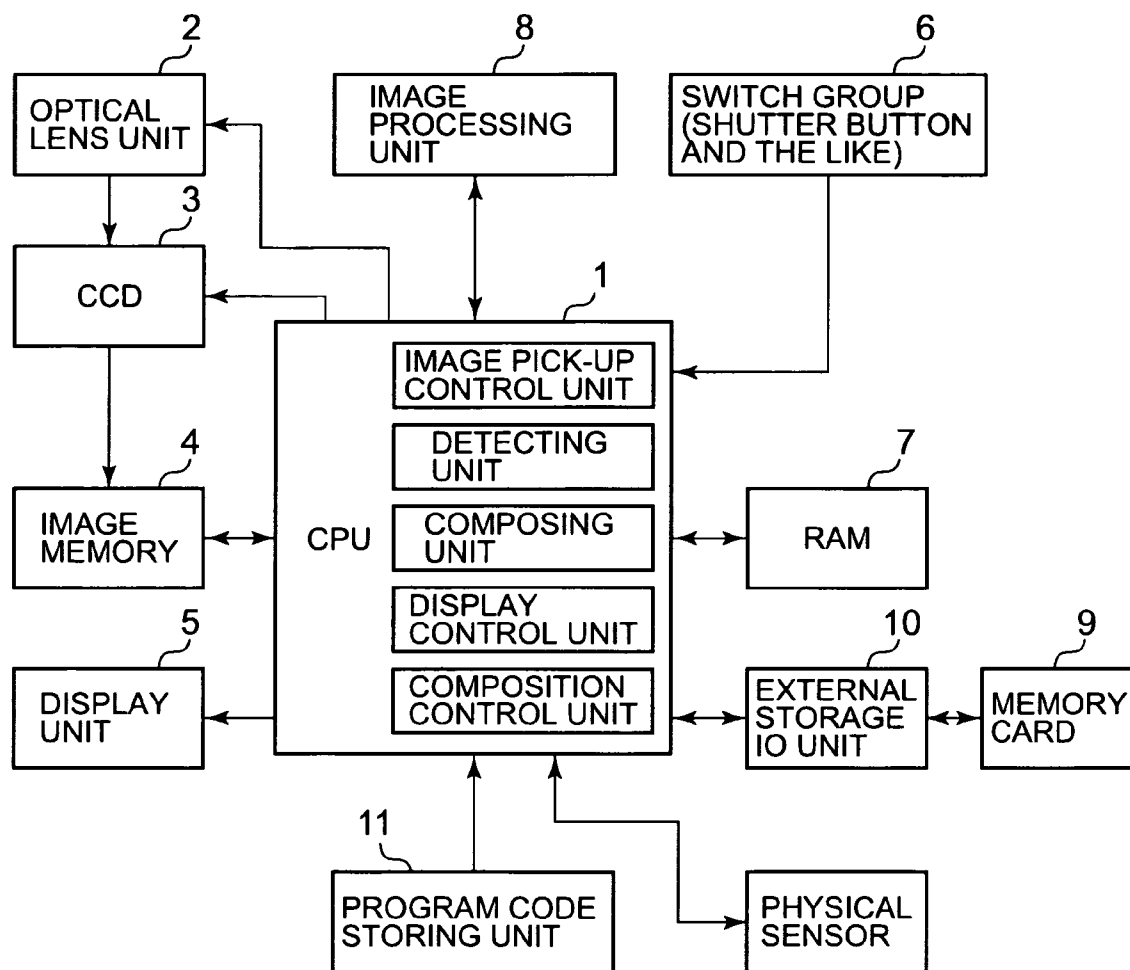 2
8
6
OPTICAL
LENS UNIT
IMAGE
PROCESSING
UNIT
SWITCH GROUP
(SHUTTER BUTTON
AND THE LIKE)
3
CCD
1
CPU
IMAGE PICK-UP
CONTROL UNIT
DETECTING
UNIT
COMPOSING
UNIT
DISPLAY
CONTROL UNIT
COMPOSITION
CONTROL UNIT
4
IMAGE
MEMORY
7
RAM
5
DISPLAY
UNIT
10
EXTERNAL
STORAGE
IO UNIT
9
MEMORY
CARD
11
PROGRAM CODE
STORING UNIT
PHYSICAL
SENSOR